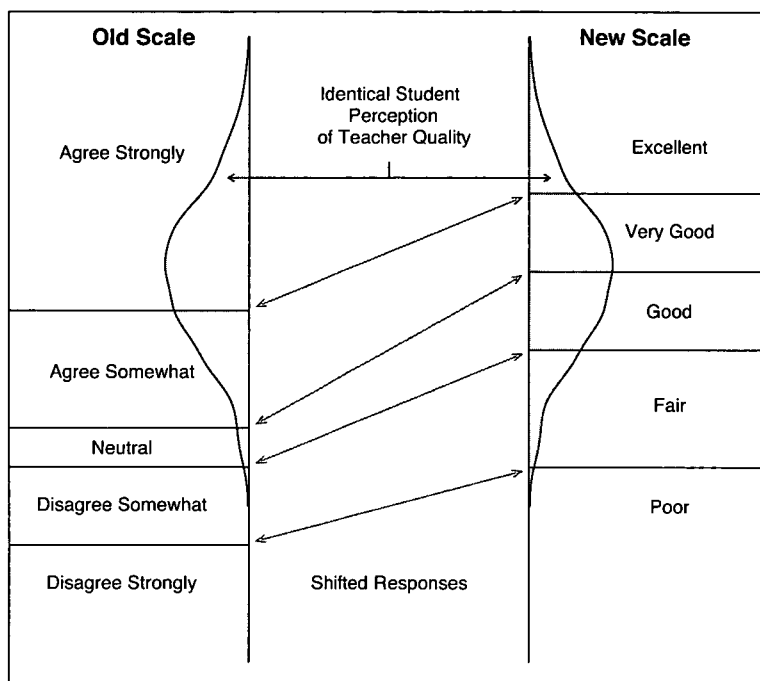 Old Scale
New Scale
Identical Student
Perception
of Teacher Quality
Agree Strongly
Excellent
Very Good
Good
Agree Somewhat
Fair
Neutral
Disagree Somewhat
Poor
Disagree Strongly
Shifted Responses